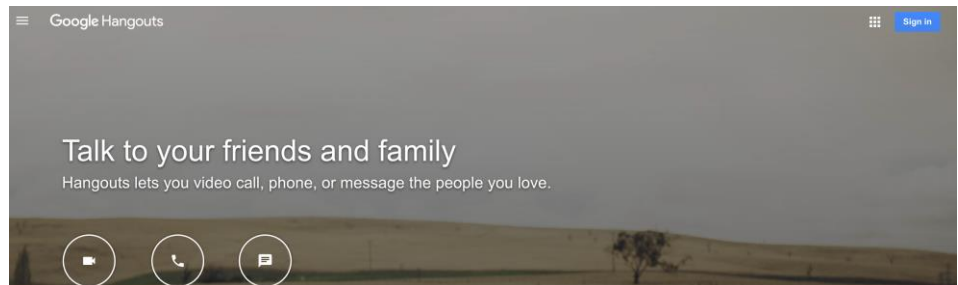 Google Hangouts
Sign in
Talk to your friends and family
Hangouts lets you video call, phone, or message the people you love.